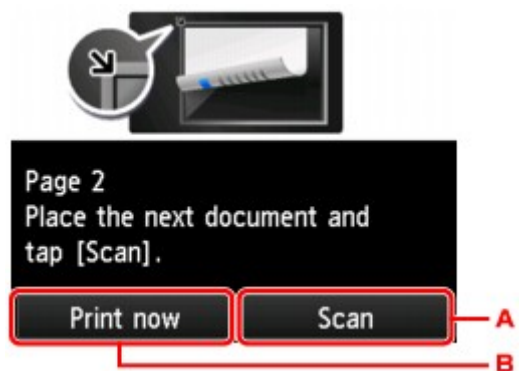 Page 2
Place the next document and
tap [Scan].
Print now
Scan
A
B